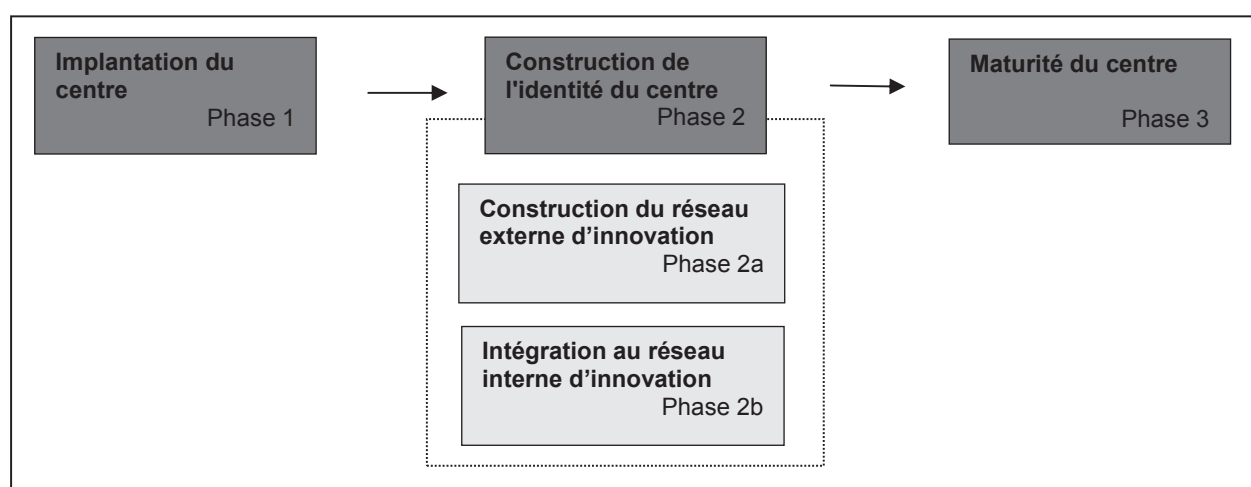 Implantation du
centre
Phase 1
Construction de
l'identité du centre
Phase 2
Maturité du centre
Phase 3
Construction du réseau
externe d’innovation
Phase 2a
Intégration au réseau
interne d’innovation
Phase 2b